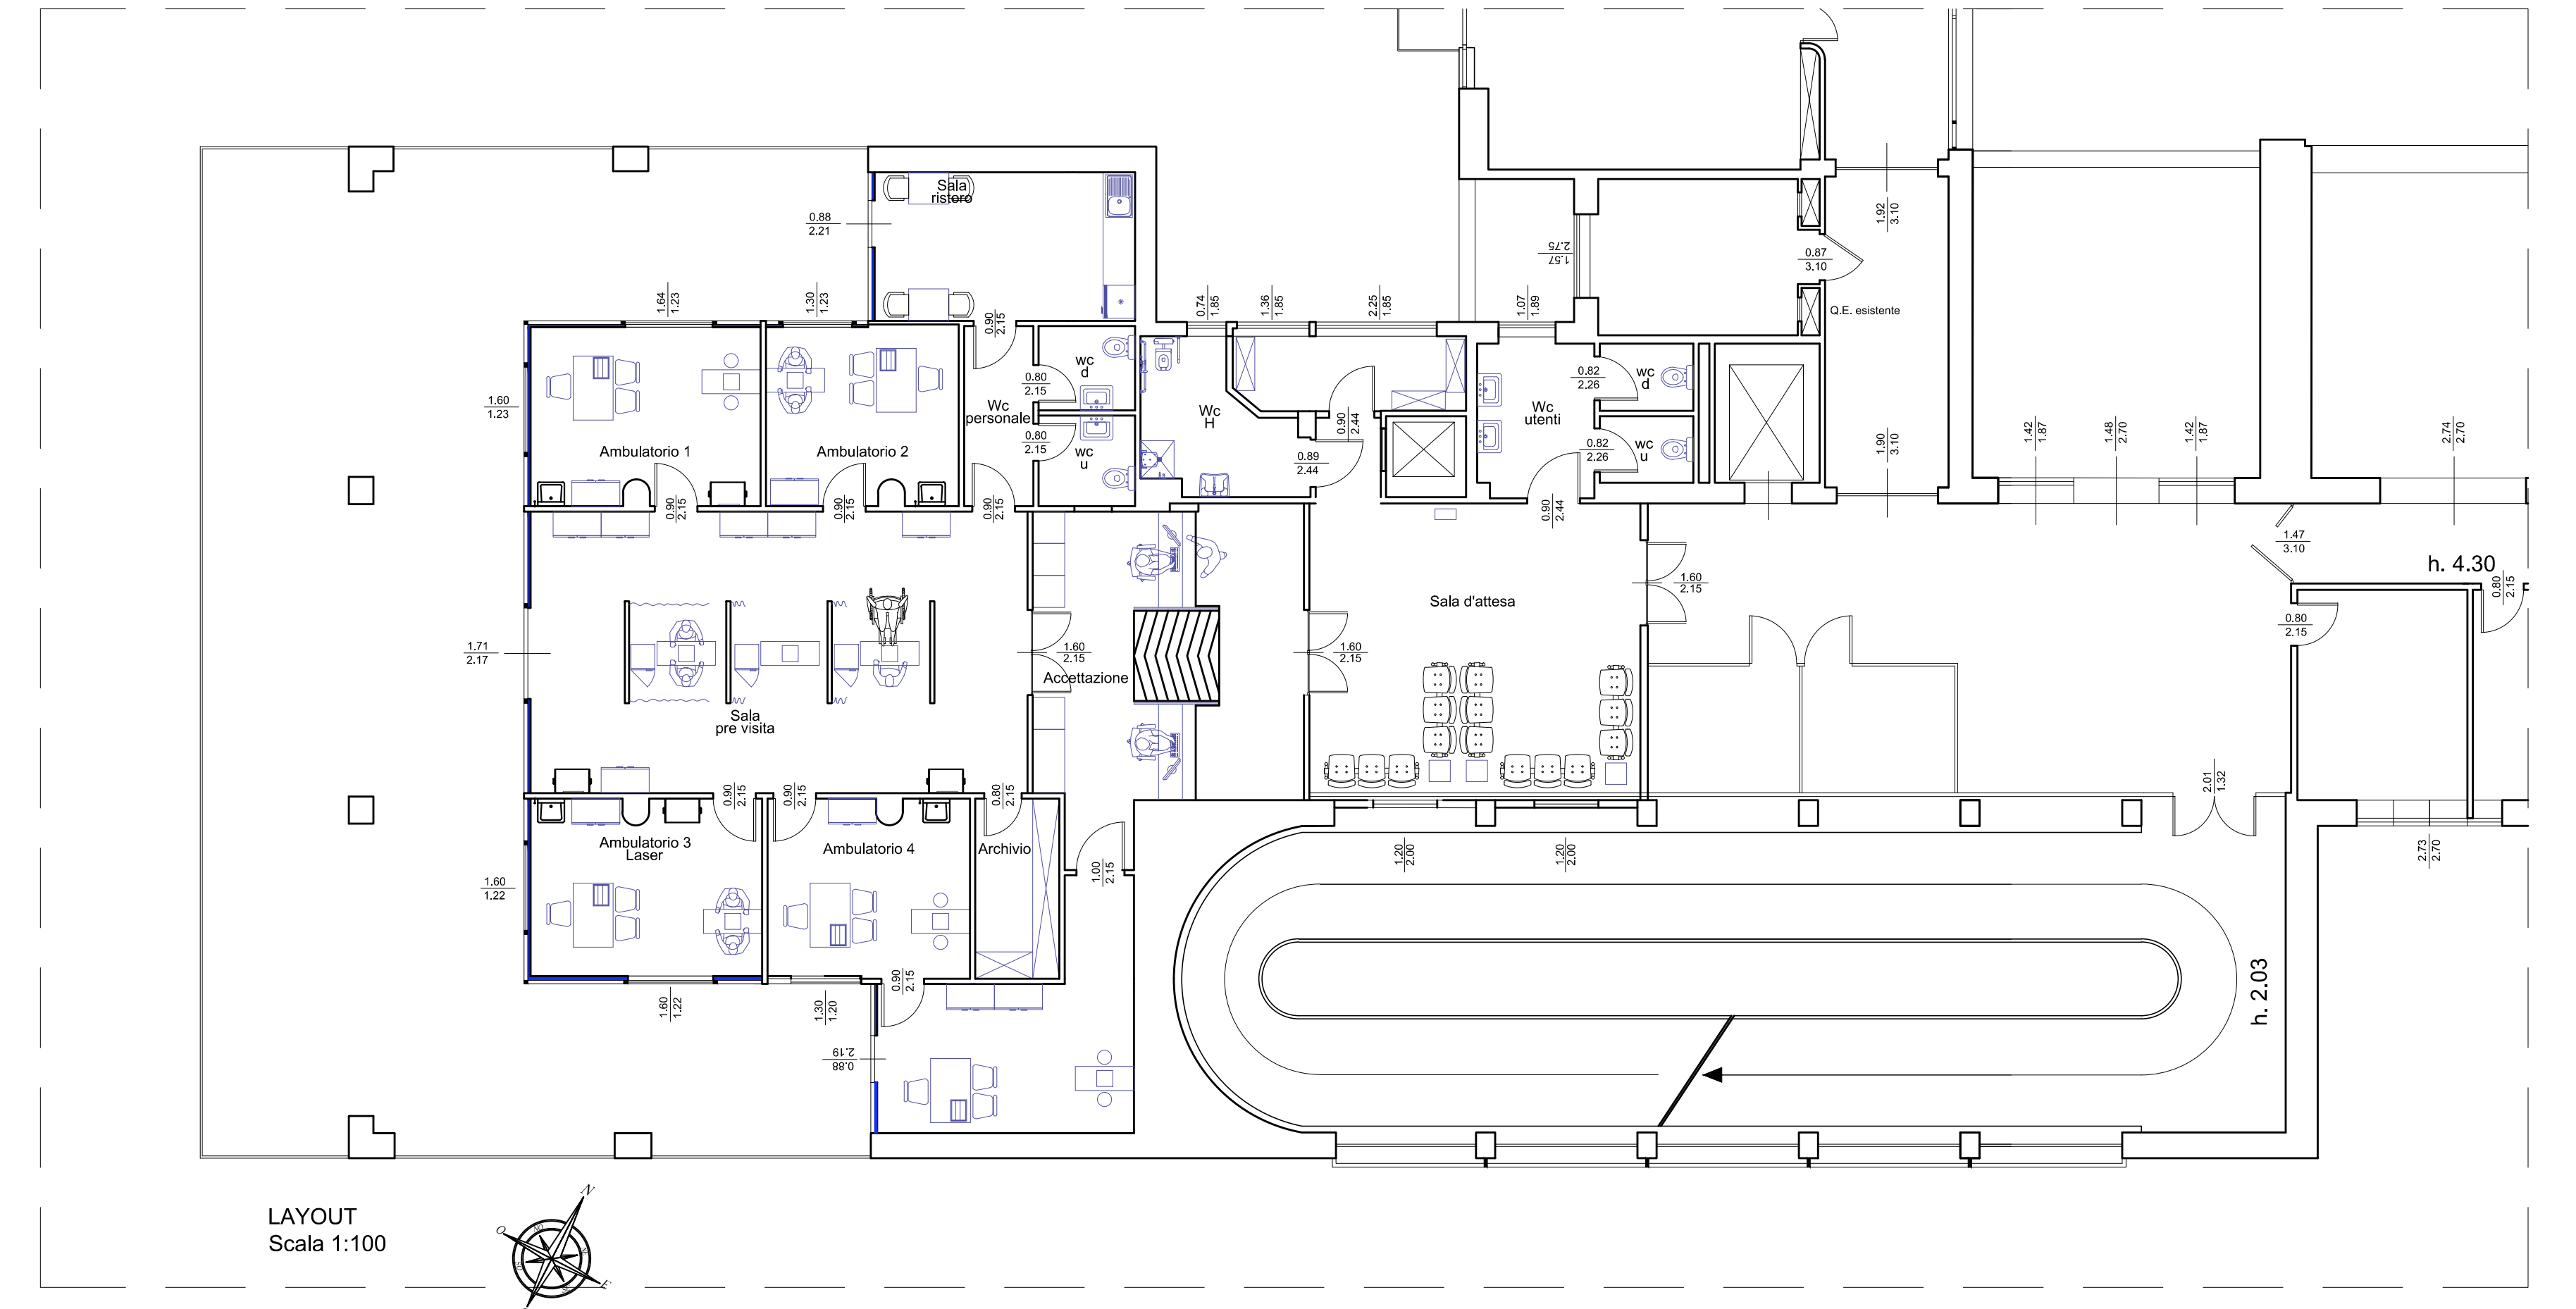 Sala
ristoro
0.88
2.21
1.64
1.23
1.30
1.23
0.90
2.15
0.74
1.85
1.36
1.85
2.25
1.85
1.07
1.89
1.57
2.75
0.87
3.10
1.92
3.10
Q.E. esistente
1.60
1.23
Ambulatorio 1
Ambulatorio 2
Wc
personale
0.80
2.15
wc
d
0.80
2.15
wc
u
Wc
H
0.90
2.44
0.89
2.44
Wc
utenti
0.82
2.26
wc
d
0.82
2.26
wc
u
1.90
3.10
1.42
1.87
1.48
2.70
1.42
1.87
2.74
2.70
0.90
2.15
0.90
2.15
0.90
2.15
0.90
2.44
1.47
3.10
h. 4.30
0.80
2.15
0.80
2.15
1.71
2.17
Sala
pre visita
1.60
2.15
Accettazione
1.60
2.15
Sala d'attesa
1.60
2.15
2.01
1.32
0.90
2.15
0.90
2.15
0.80
2.15
Ambulatorio 3
Laser
Ambulatorio 4
Archivio
1.00
2.15
1.20
2.00
1.20
2.00
2.73
2.70
1.60
1.22
1.60
1.22
1.30
1.20
0.90
2.15
0.88
2.19
h. 2.03
LAYOUT
Scala 1:100
N
O
E